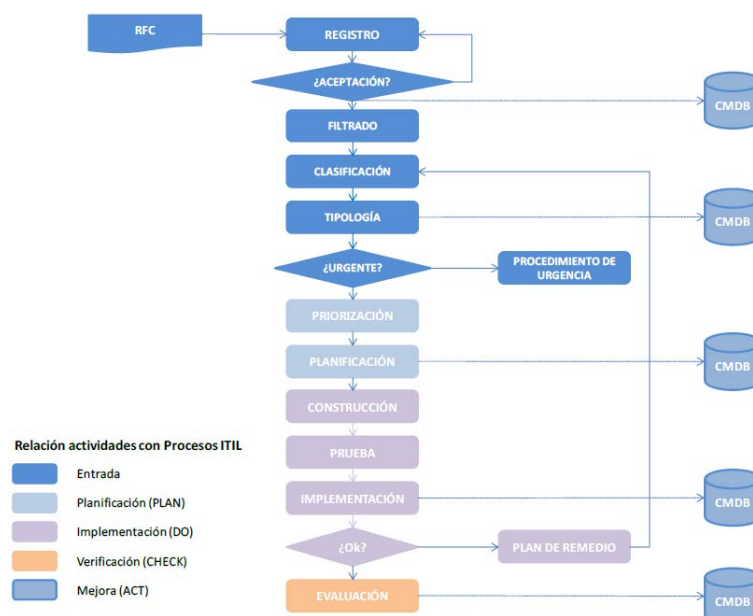 RFC
REGISTRO
¿ACEPTACIÓN?
CMDB
FILTRADO
CLASIFICACIÓN
TIPOLOGÍA
CMDB
¿URGENTE?
PROCEDIMIENTO DE
URGENCIA
PRIORIZACIÓN
PLANIFICACIÓN
CMDB
CONSTRUCCIÓN
PRUEBA
IMPLEMENTACIÓN
CMDB
¿Ok?
PLAN DE REMEDIO
EVALUACIÓN
CMDB
Relación actividades con Procesos ITIL
Entrada
Planificación (PLAN)
Implementación (DO)
Verificación (CHECK)
Mejora (ACT)